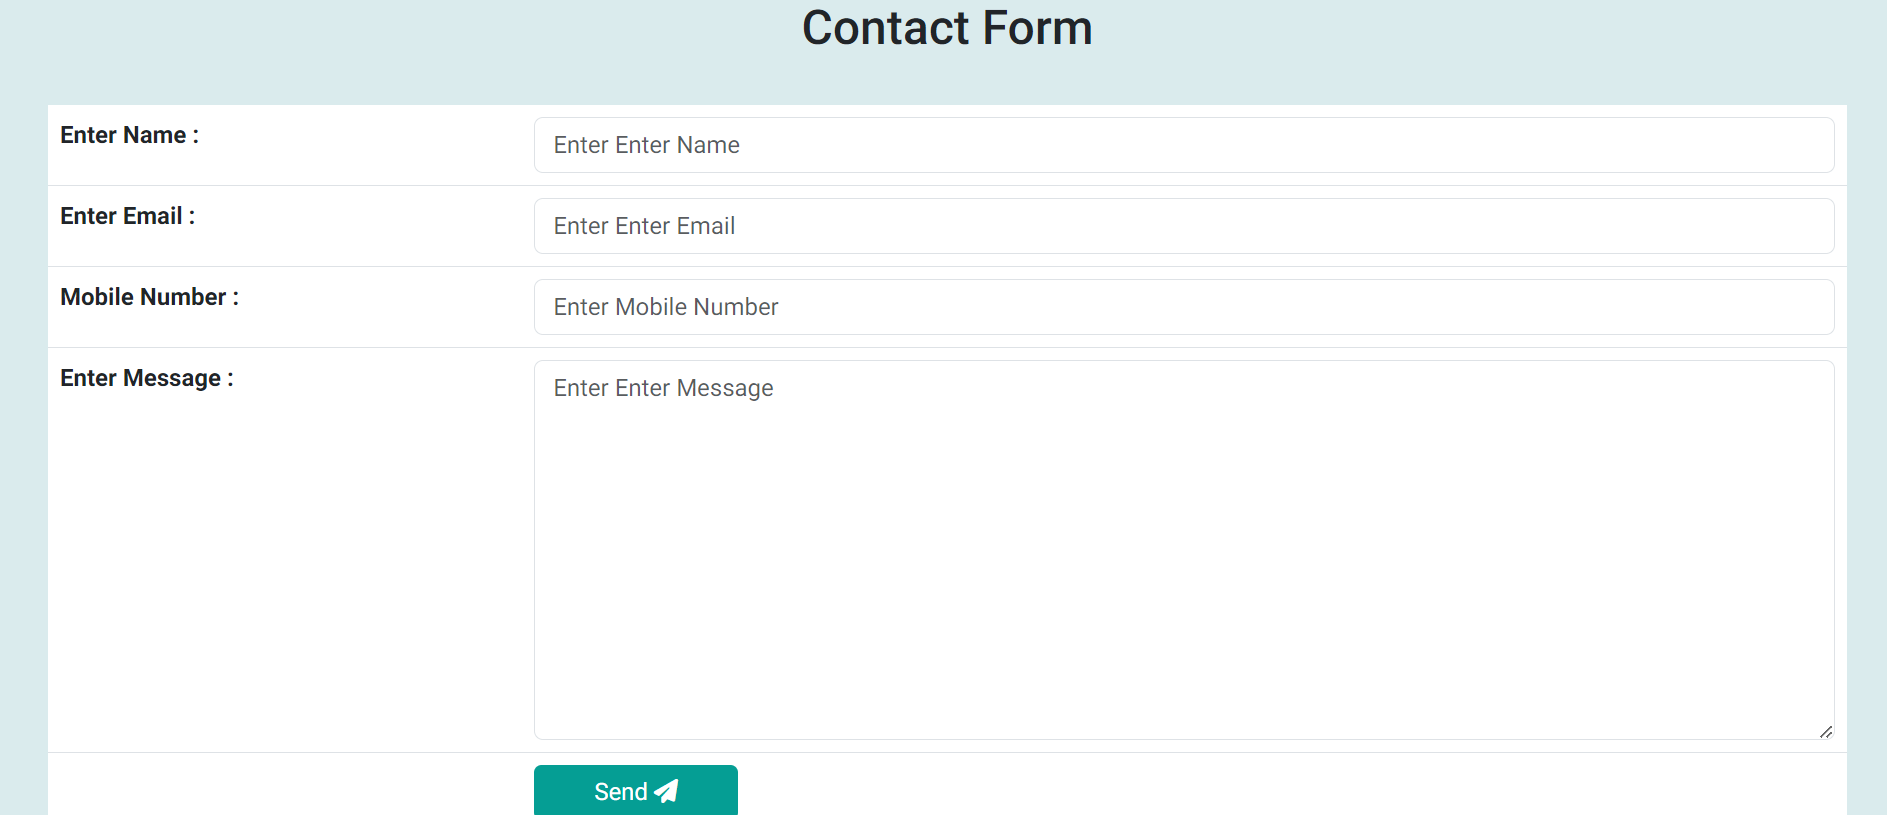 Contact Form
Enter Name :
Enter Enter Name
Enter Email :
Enter Enter Email
Mobile Number :
Enter Mobile Number
Enter Message :
Enter Enter Message
Send